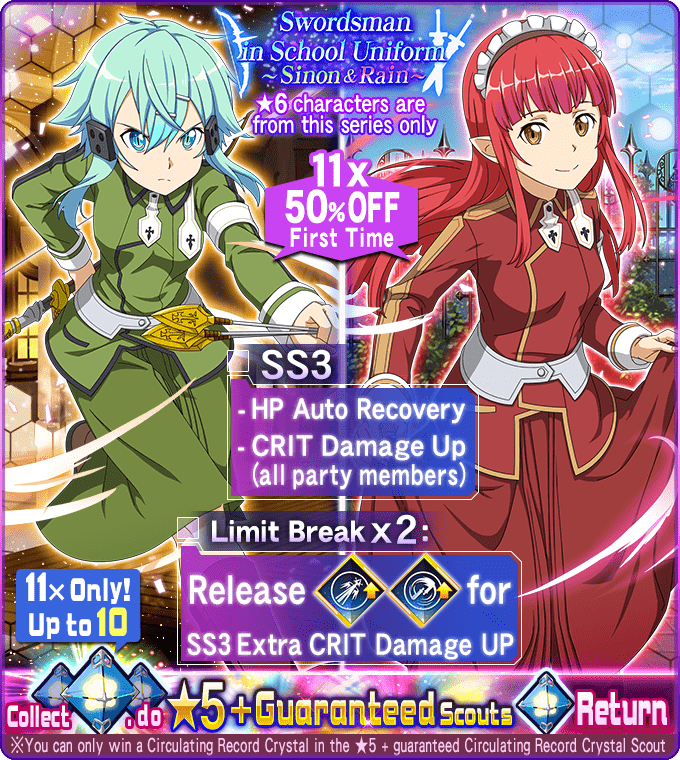 Swordsman
in School Uniform
~Sinon & Rain~
★6 characters are
from this series only
11x
50%OFF
First Time
SS3
- HP Auto Recovery
- CRIT Damage Up
(all party members)
Limit Break x2:
Release for
SS3 Extra CRIT Damage UP
11x Only!
Up to 10
Collect , do ★5 +Guaranteed Scouts Return
※You can only win a Circulating Record Crystal in the ★5 + guaranteed Circulating Record Crystal Scout